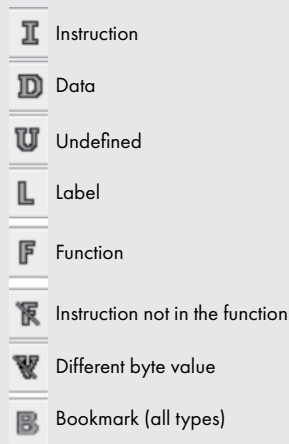 I Instruction
D Data
U Undefined
L Label
F Function
F Instruction not in the function
V Different byte value
B Bookmark (all types)